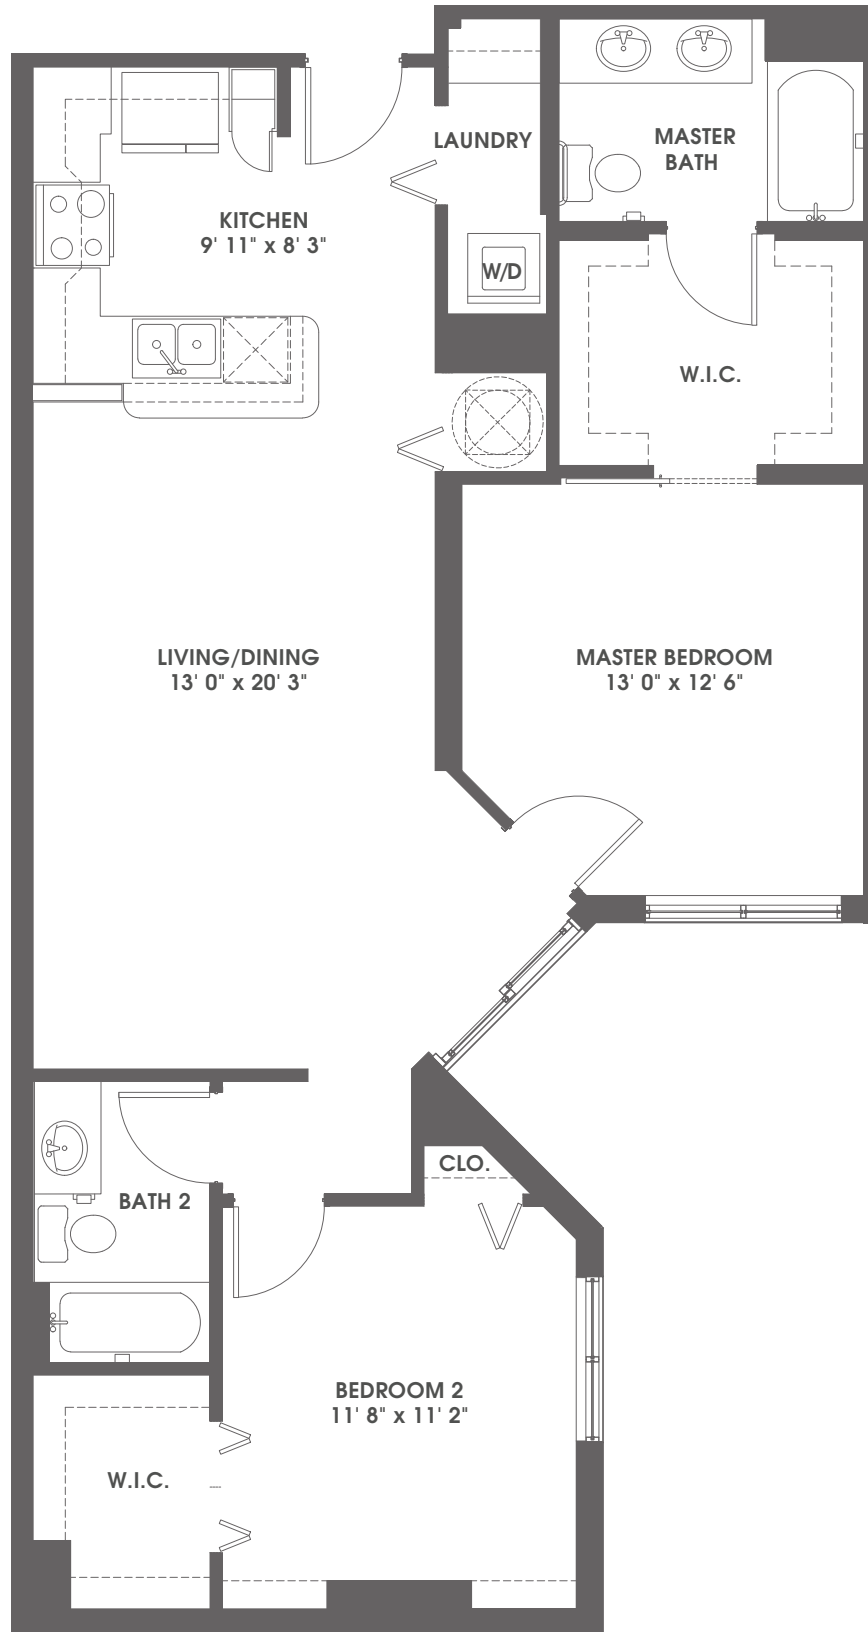 LAUNDRY
MASTER
BATH
KITCHEN
9' 11" x 8' 3"
W/D
W.I.C.
LIVING/DINING
13' 0" x 20' 3"
MASTER BEDROOM
13' 0" x 12' 6"
CLO.
BATH 2
BEDROOM 2
11' 8" x 11' 2"
W.I.C.